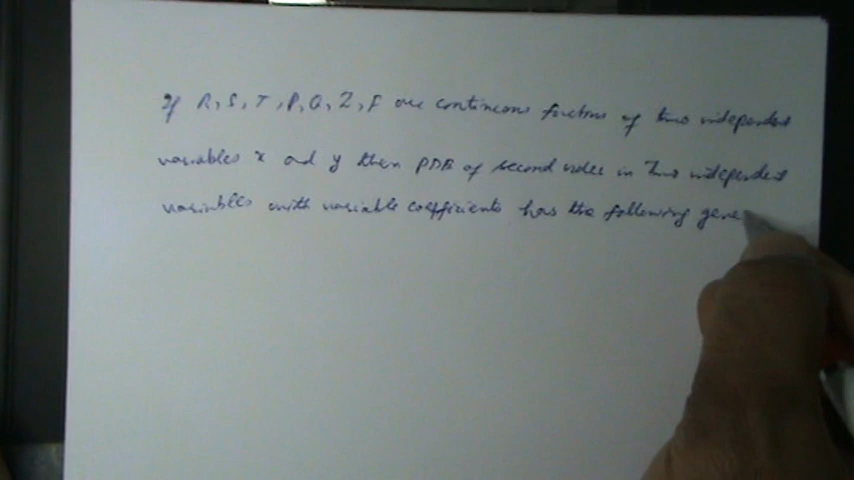 If R, S, T, P, Q, Z, F are continuous functions of two independent
variables x and y then PDE of second order in two independent
variables with variable coefficients has the following gene